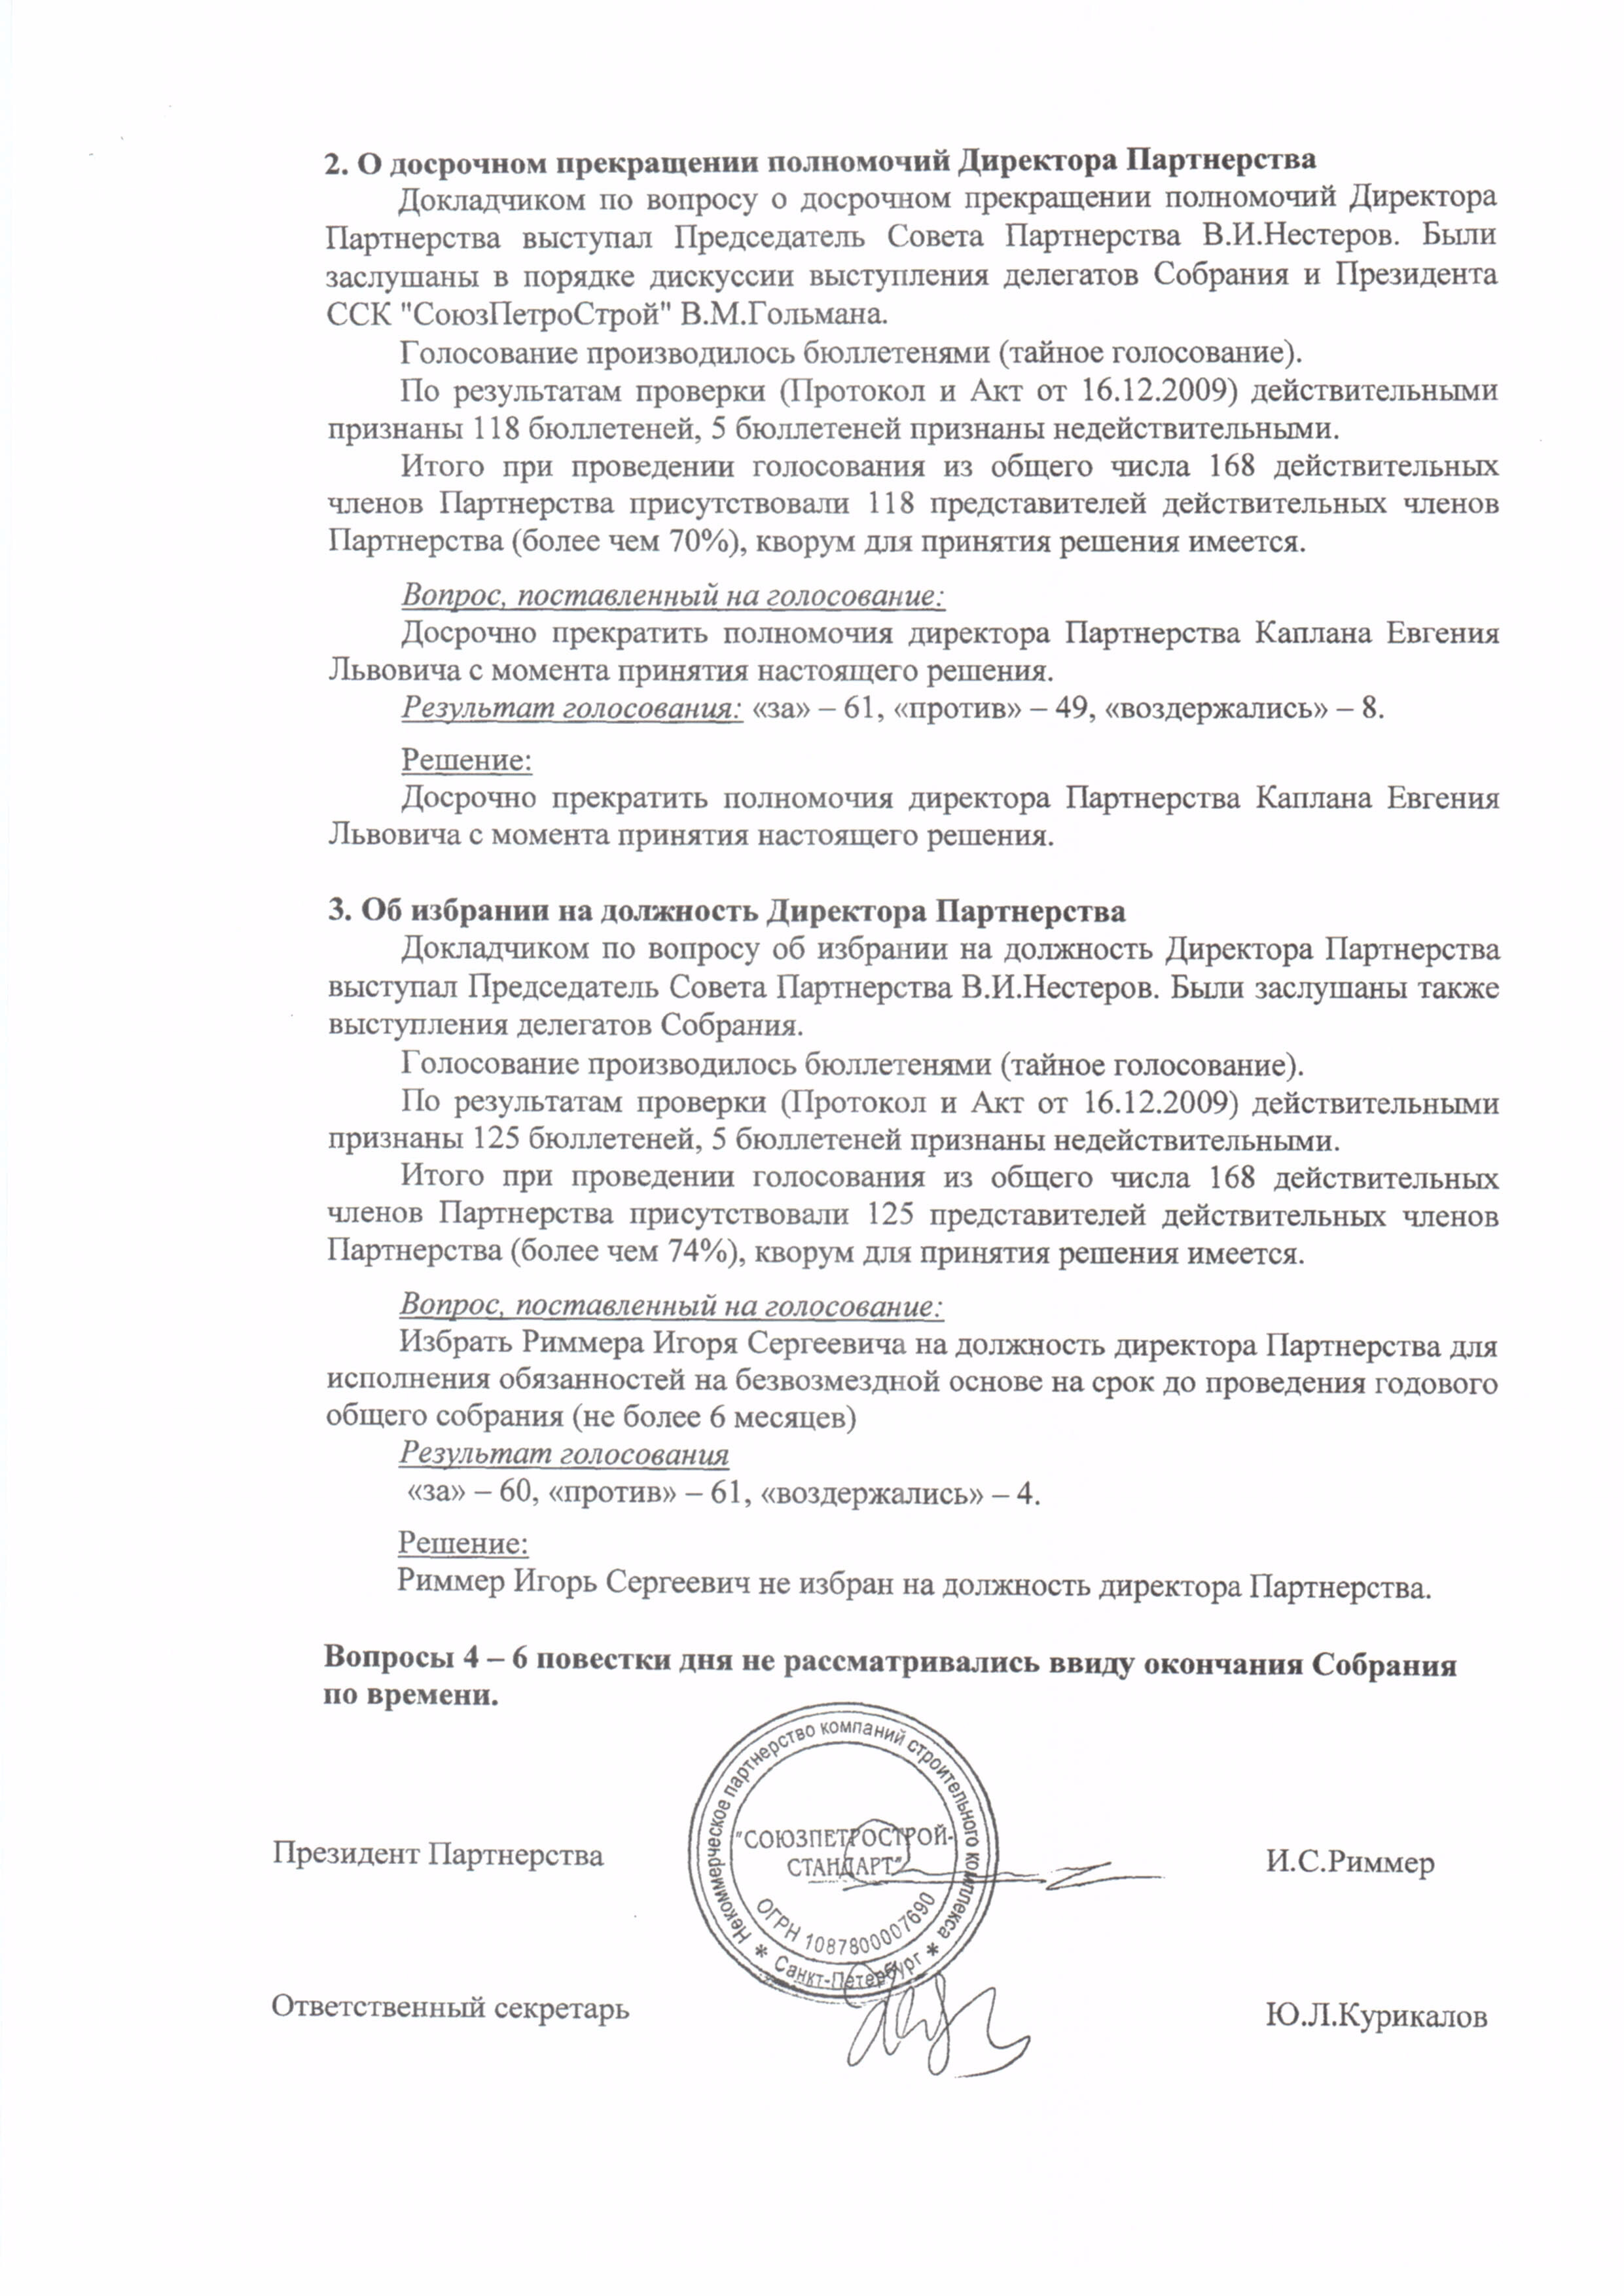 2. О досрочном прекращении полномочий Директора Партнерства
Докладчиком по вопросу о досрочном прекращении полномочий Директора
Партнерства выступал Председатель Совета Партнерства В.И.Нестеров. Были
заслушаны в порядке дискуссии выступления делегатов Собрания и Президента
ССК "СоюзПетроСтрой" В.М.Гольмана.
Голосование производилось бюллетенями (тайное голосование).
По результатам проверки (Протокол и Акт от 16.12.2009) действительными
признаны 118 бюллетеней, 5 бюллетеней признаны недействительными.
Итого при проведении голосования из общего числа 168 действительных
членов Партнерства присутствовали 118 представителей действительных членов
Партнерства (более чем 70%), кворум для принятия решения имеется.
Вопрос, поставленный на голосование:
Досрочно прекратить полномочия директора Партнерства Каплана Евгения
Львовича с момента принятия настоящего решения.
Результат голосования: «за» – 61, «против» – 49, «воздержались» – 8.
Решение:
Досрочно прекратить полномочия директора Партнерства Каплана Евгения
Львовича с момента принятия настоящего решения.
3. Об избрании на должность Директора Партнерства
Докладчиком по вопросу об избрании на должность Директора Партнерства
выступал Председатель Совета Партнерства В.И.Нестеров. Были заслушаны также
выступления делегатов Собрания.
Голосование производилось бюллетенями (тайное голосование).
По результатам проверки (Протокол и Акт от 16.12.2009) действительными
признаны 125 бюллетеней, 5 бюллетеней признаны недействительными.
Итого при проведении голосования из общего числа 168 действительных
членов Партнерства присутствовали 125 представителей действительных членов
Партнерства (более чем 74%), кворум для принятия решения имеется.
Вопрос, поставленный на голосование:
Избрать Риммера Игоря Сергеевича на должность директора Партнерства для
исполнения обязанностей на безвозмездной основе на срок до проведения годового
общего собрания (не более 6 месяцев)
Результат голосования
«за» – 60, «против» – 61, «воздержались» – 4.
Решение:
Риммер Игорь Сергеевич не избран на должность директора Партнерства.
Вопросы 4 – 6 повестки дня не рассматривались ввиду окончания Собрания
по времени.
Некоммерческое партнерство компаний строительного комплекса
"СОЮЗПЕТРОСТРОЙ-
СТАНДАРТ"
ОГРН 1087800007690
* Санкт-Петербург *
Президент Партнерства И.С.Риммер
Ответственный секретарь Ю.Л.Курикалов